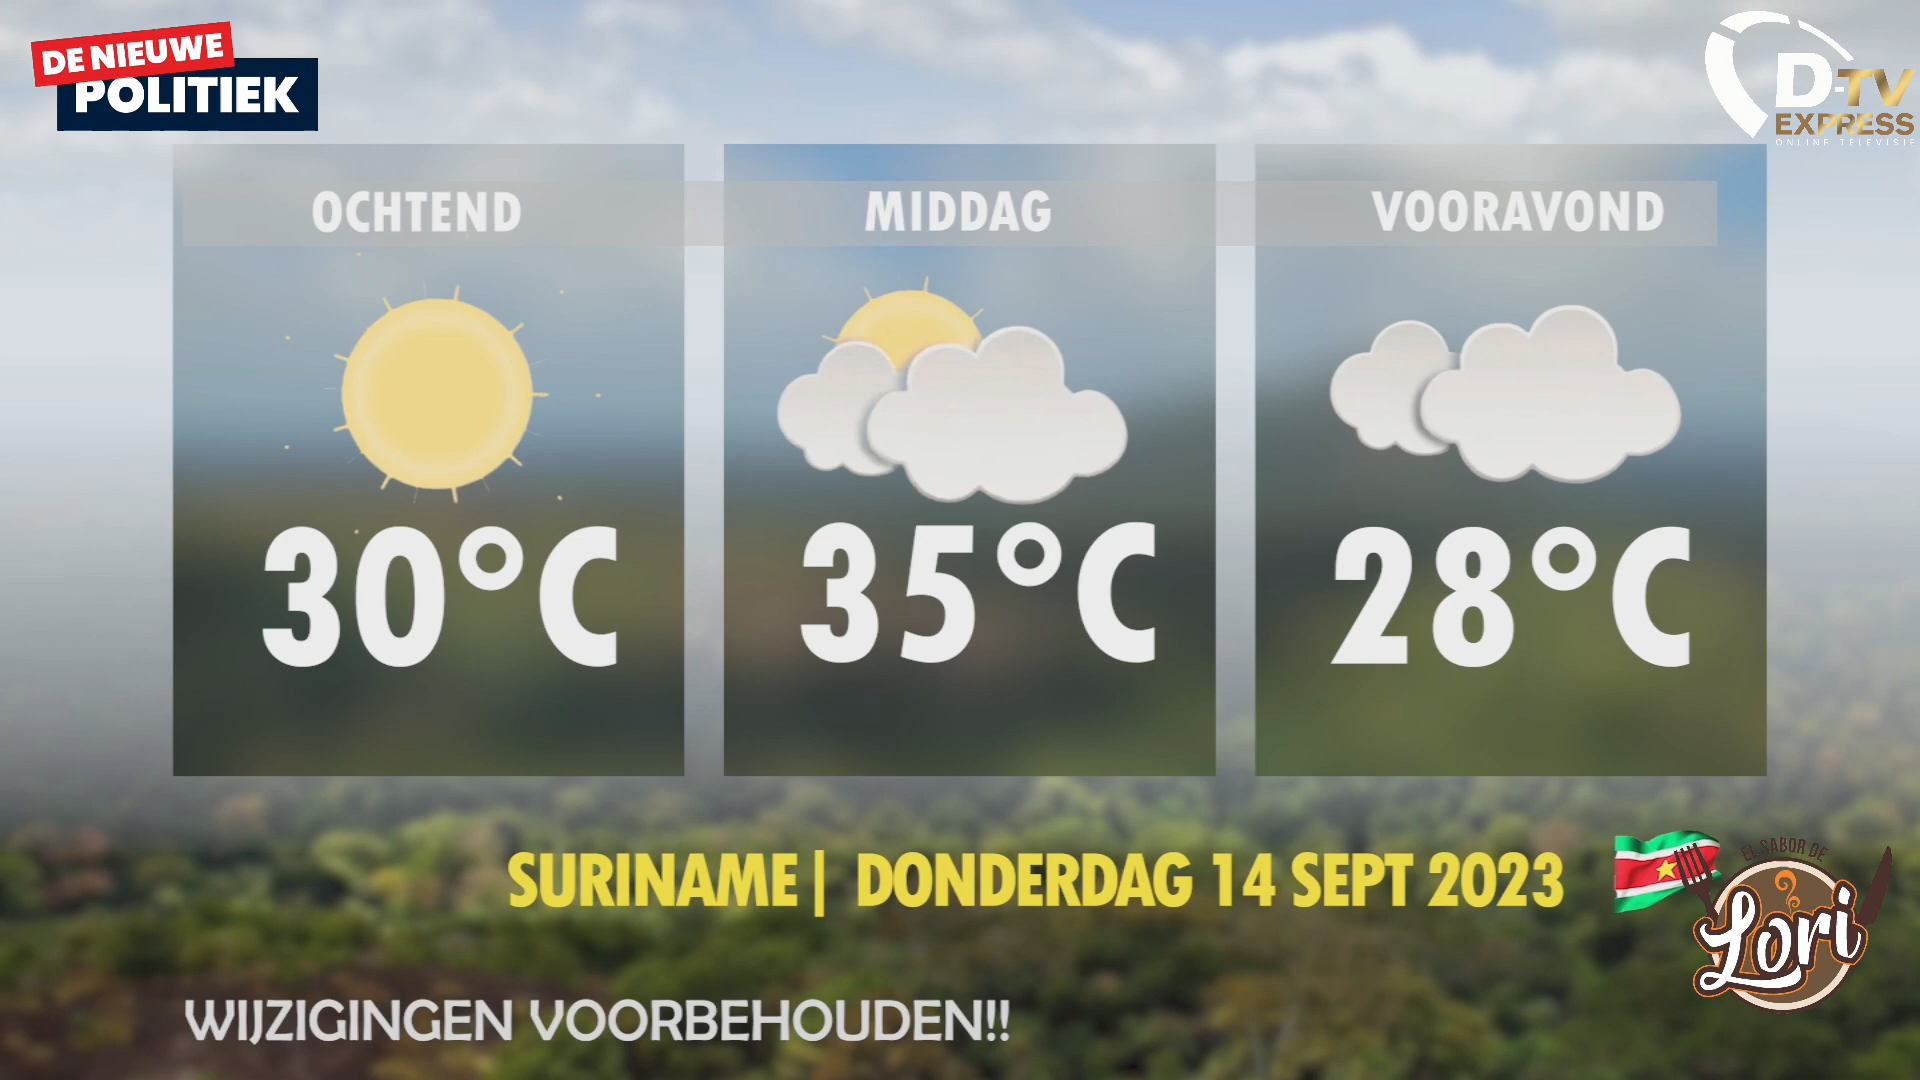 DE NIEUWE
POLITIEK
D-TV
EXPRESS
ONLINE TELEVISIE
OCHTEND
MIDDAG
VOORAVOND
30°C
35°C
28°C
SURINAME| DONDERDAG 14 SEPT 2023
EL SABOR DE
Lori
WIJZIGINGEN VOORBEHOUDEN!!